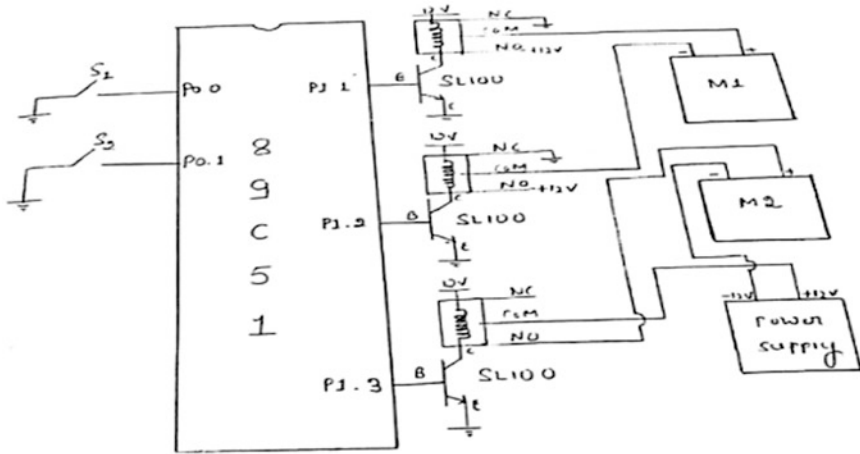 S1
S2
P0.0
P0.1
8
9
C
5
1
P1.1
P1.2
P1.3
12V
NC
COM
NO +12V
B
C
SL100
NC
COM
NO +12V
B
C
E
SL100
NC
COM
NO
B
C
E
SL100
- +
M1
- +
M2
-12V +12V
Power
Supply